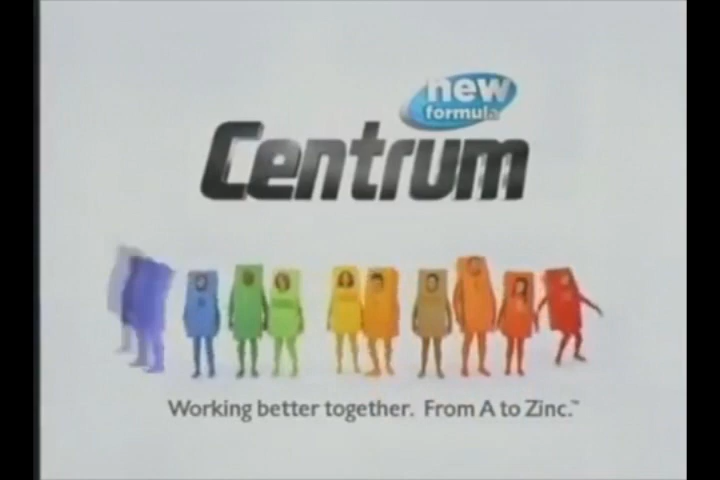 new
formula
Centrum
Working better together. From A to Zinc.™